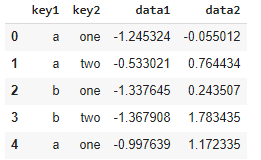 key1 key2 data1 data2
0 a one -1.245324 -0.055012
1 a two -0.533021 0.764434
2 b one -1.337645 0.243507
3 b two -1.367908 1.783435
4 a one -0.997639 1.172335